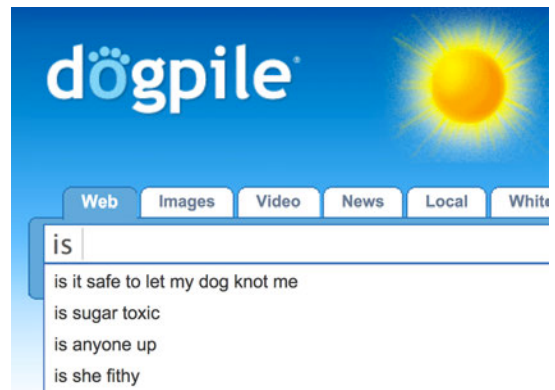 dogpile®
Web Images Video News Local White
is
is it safe to let my dog knot me
is sugar toxic
is anyone up
is she fithy